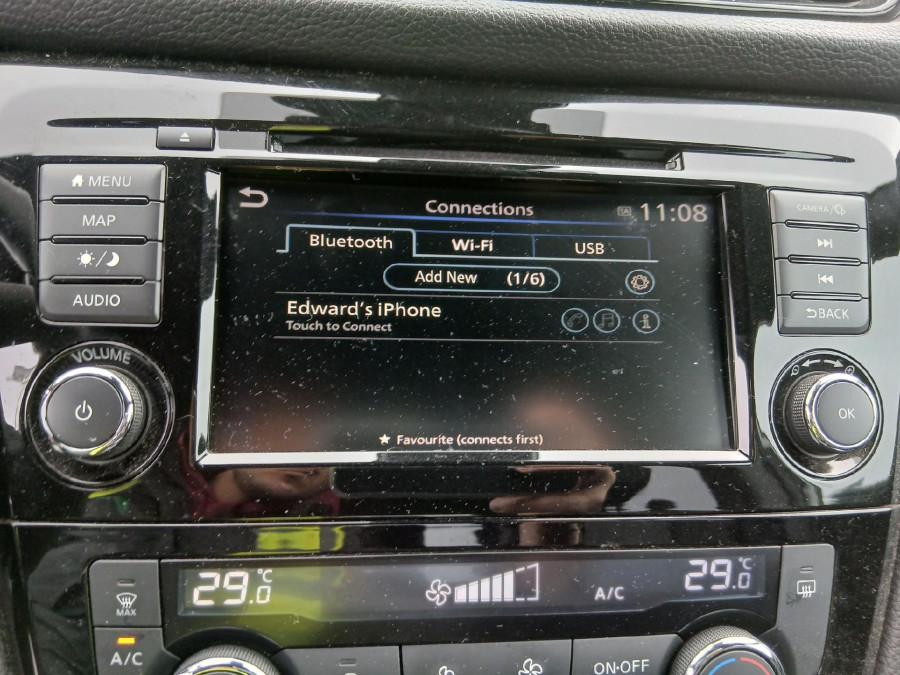 MENU
MAP
AUDIO
VOLUME
Connections
TA
11:08
Bluetooth
Wi-Fi
USB
Add New (1/6)
Edward's iPhone
Touch to Connect
i
Favourite (connects first)
CAMERA/
BACK
OK
MAX
A/C
29.0°C
A/C
29.0°C
ON·OFF